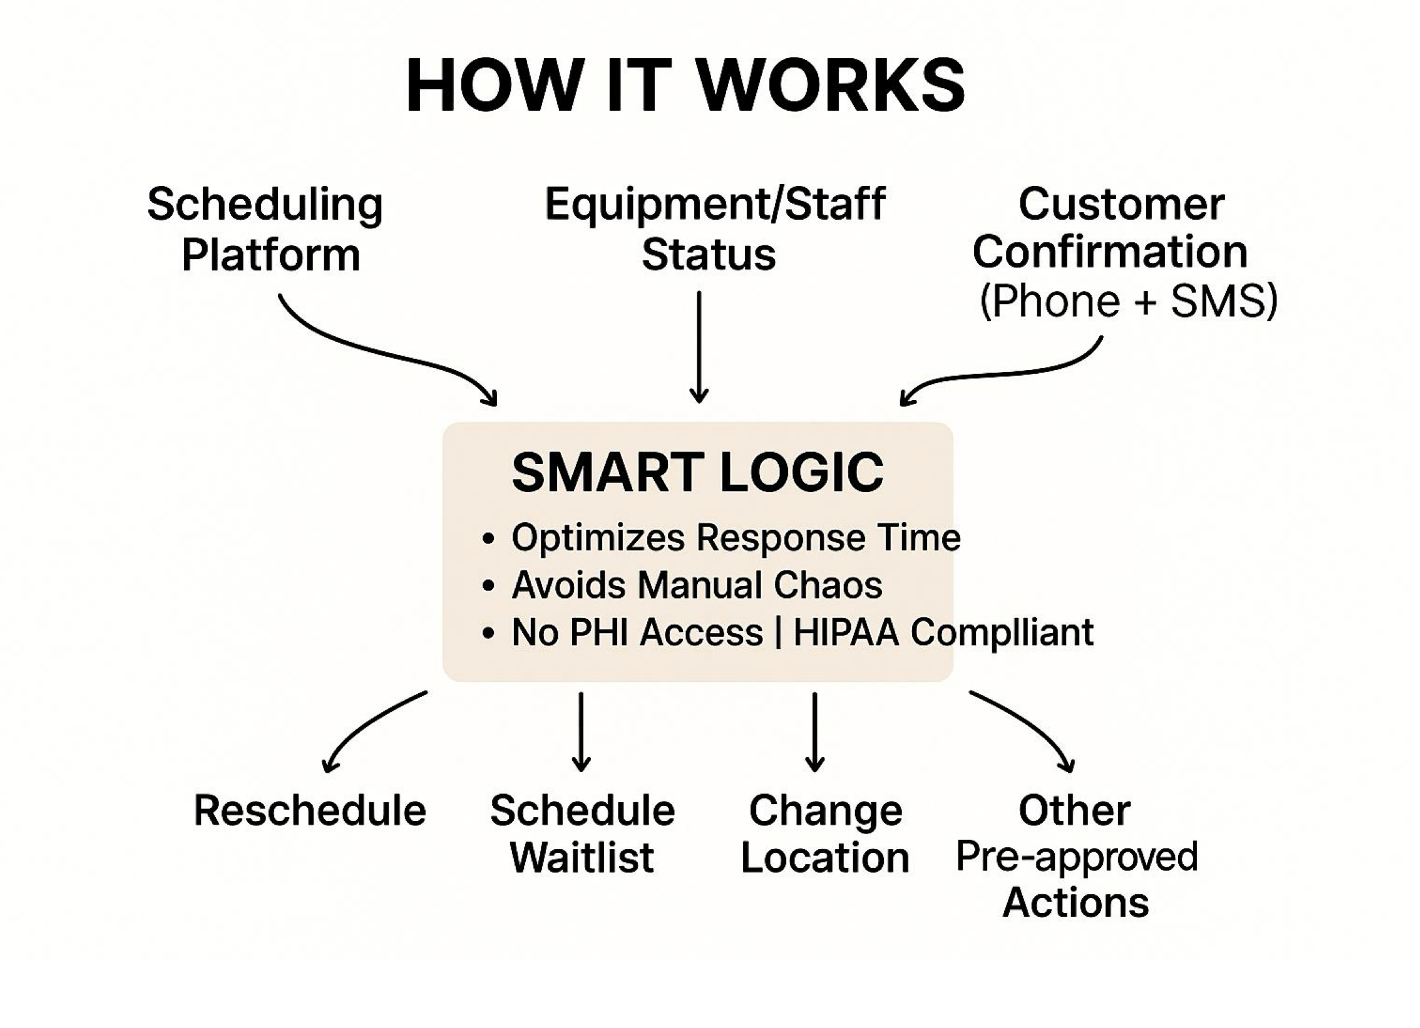 HOW IT WORKS
Scheduling
Platform
Equipment/Staff
Status
Customer
Confirmation
(Phone + SMS)
SMART LOGIC
• Optimizes Response Time
• Avoids Manual Chaos
• No PHI Access | HIPAA Complliant
Reschedule
Schedule
Waitlist
Change
Location
Other
Pre-approved
Actions